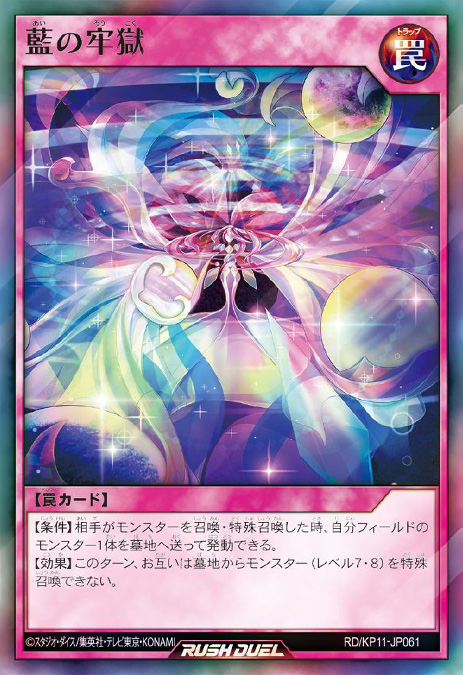 藍の牢獄
あい ろう ごく
トラップ
罠
【罠カード】
【条件】相手がモンスターを召喚・特殊召喚した時、自分フィールドの
モンスター1体を墓地へ送って発動できる。
【効果】このターン、お互いは墓地からモンスター(レベル7・8)を特殊
召喚できない。
©スタジオ・ダイス/集英社・テレビ東京・KONAMI
RUSH DUEL
RD/KP11-JP061